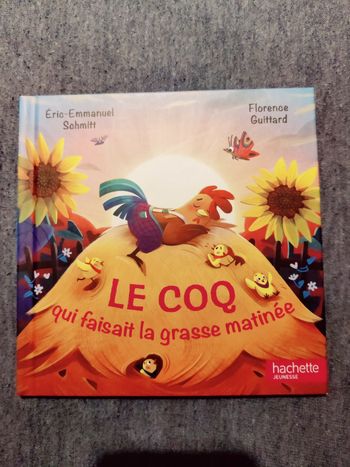 Éric-Emmanuel
Schmitt
Florence
Guittard
LE COQ
qui faisait la grasse matinée
hachette
JEUNESSE